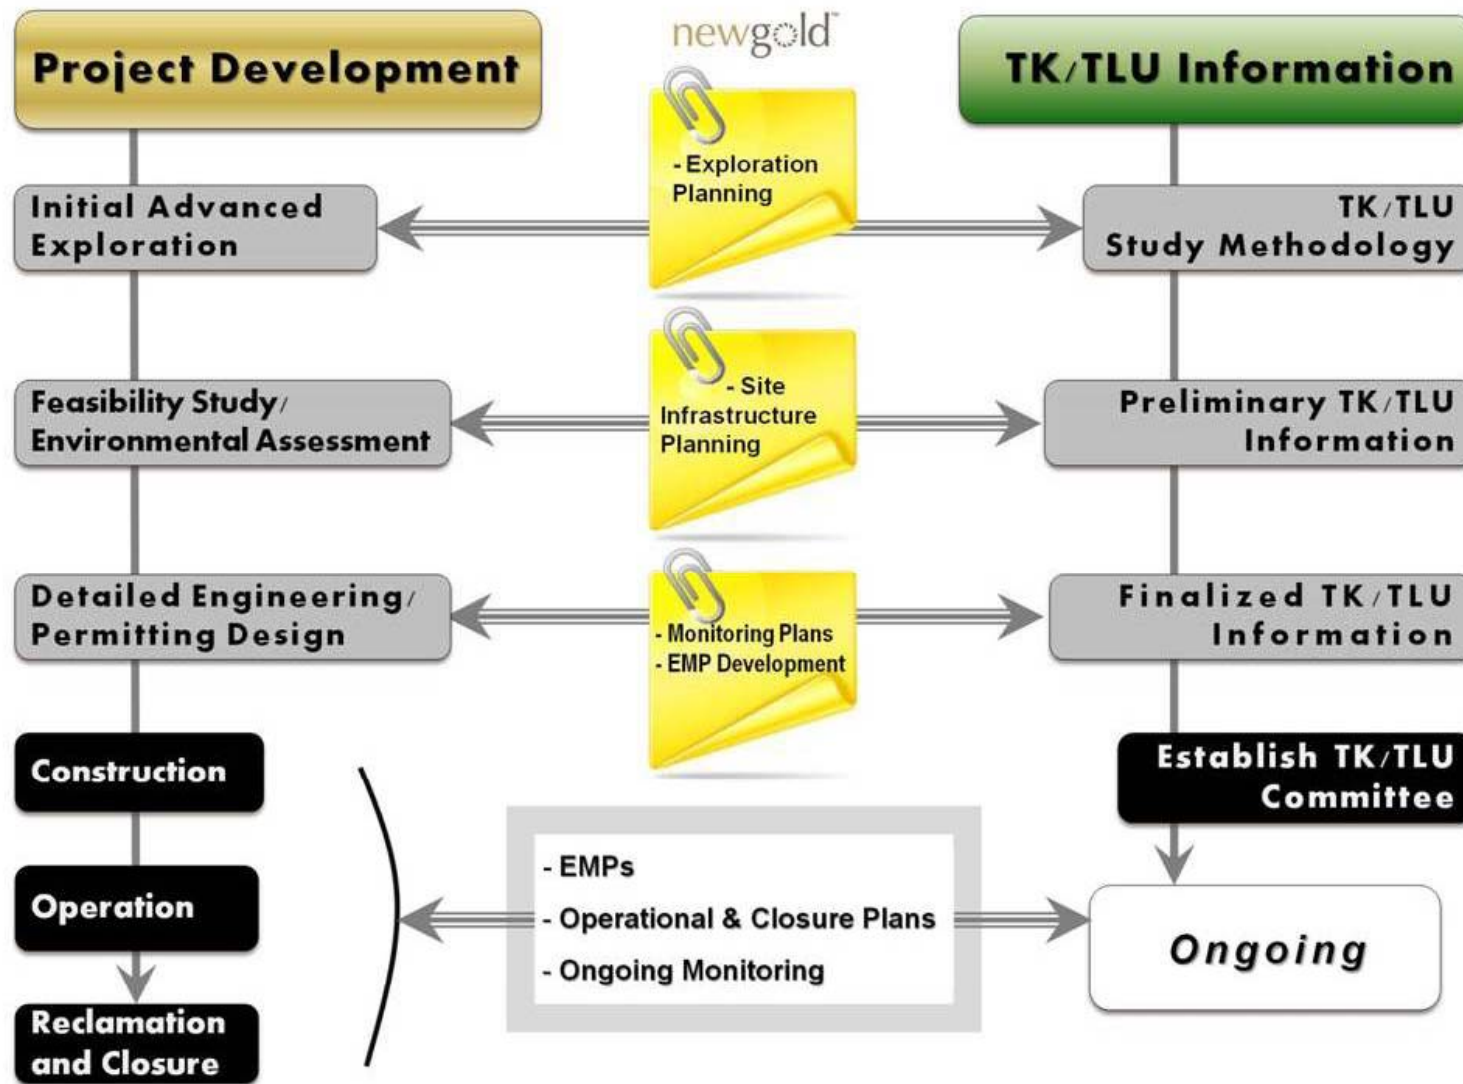 newgold™
Project Development
TK/TLU Information
Initial Advanced
Exploration
- Exploration
Planning
TK/TLU
Study Methodology
Feasibility Study/
Environmental Assessment
- Site
Infrastructure
Planning
Preliminary TK/TLU
Information
Detailed Engineering/
Permitting Design
- Monitoring Plans
- EMP Development
Finalized TK/TLU
Information
Construction
Establish TK/TLU
Committee
Operation
- EMPs
- Operational & Closure Plans
- Ongoing Monitoring
Ongoing
Reclamation
and Closure